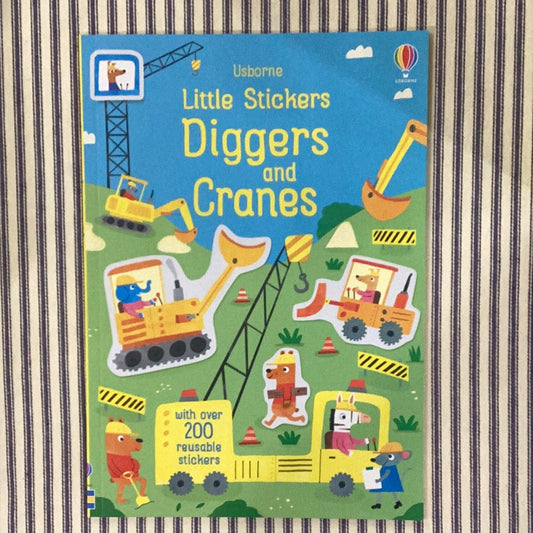 Usborne
USBORNE
Little Stickers
Diggers
and
Cranes
with over
200
reusable
stickers